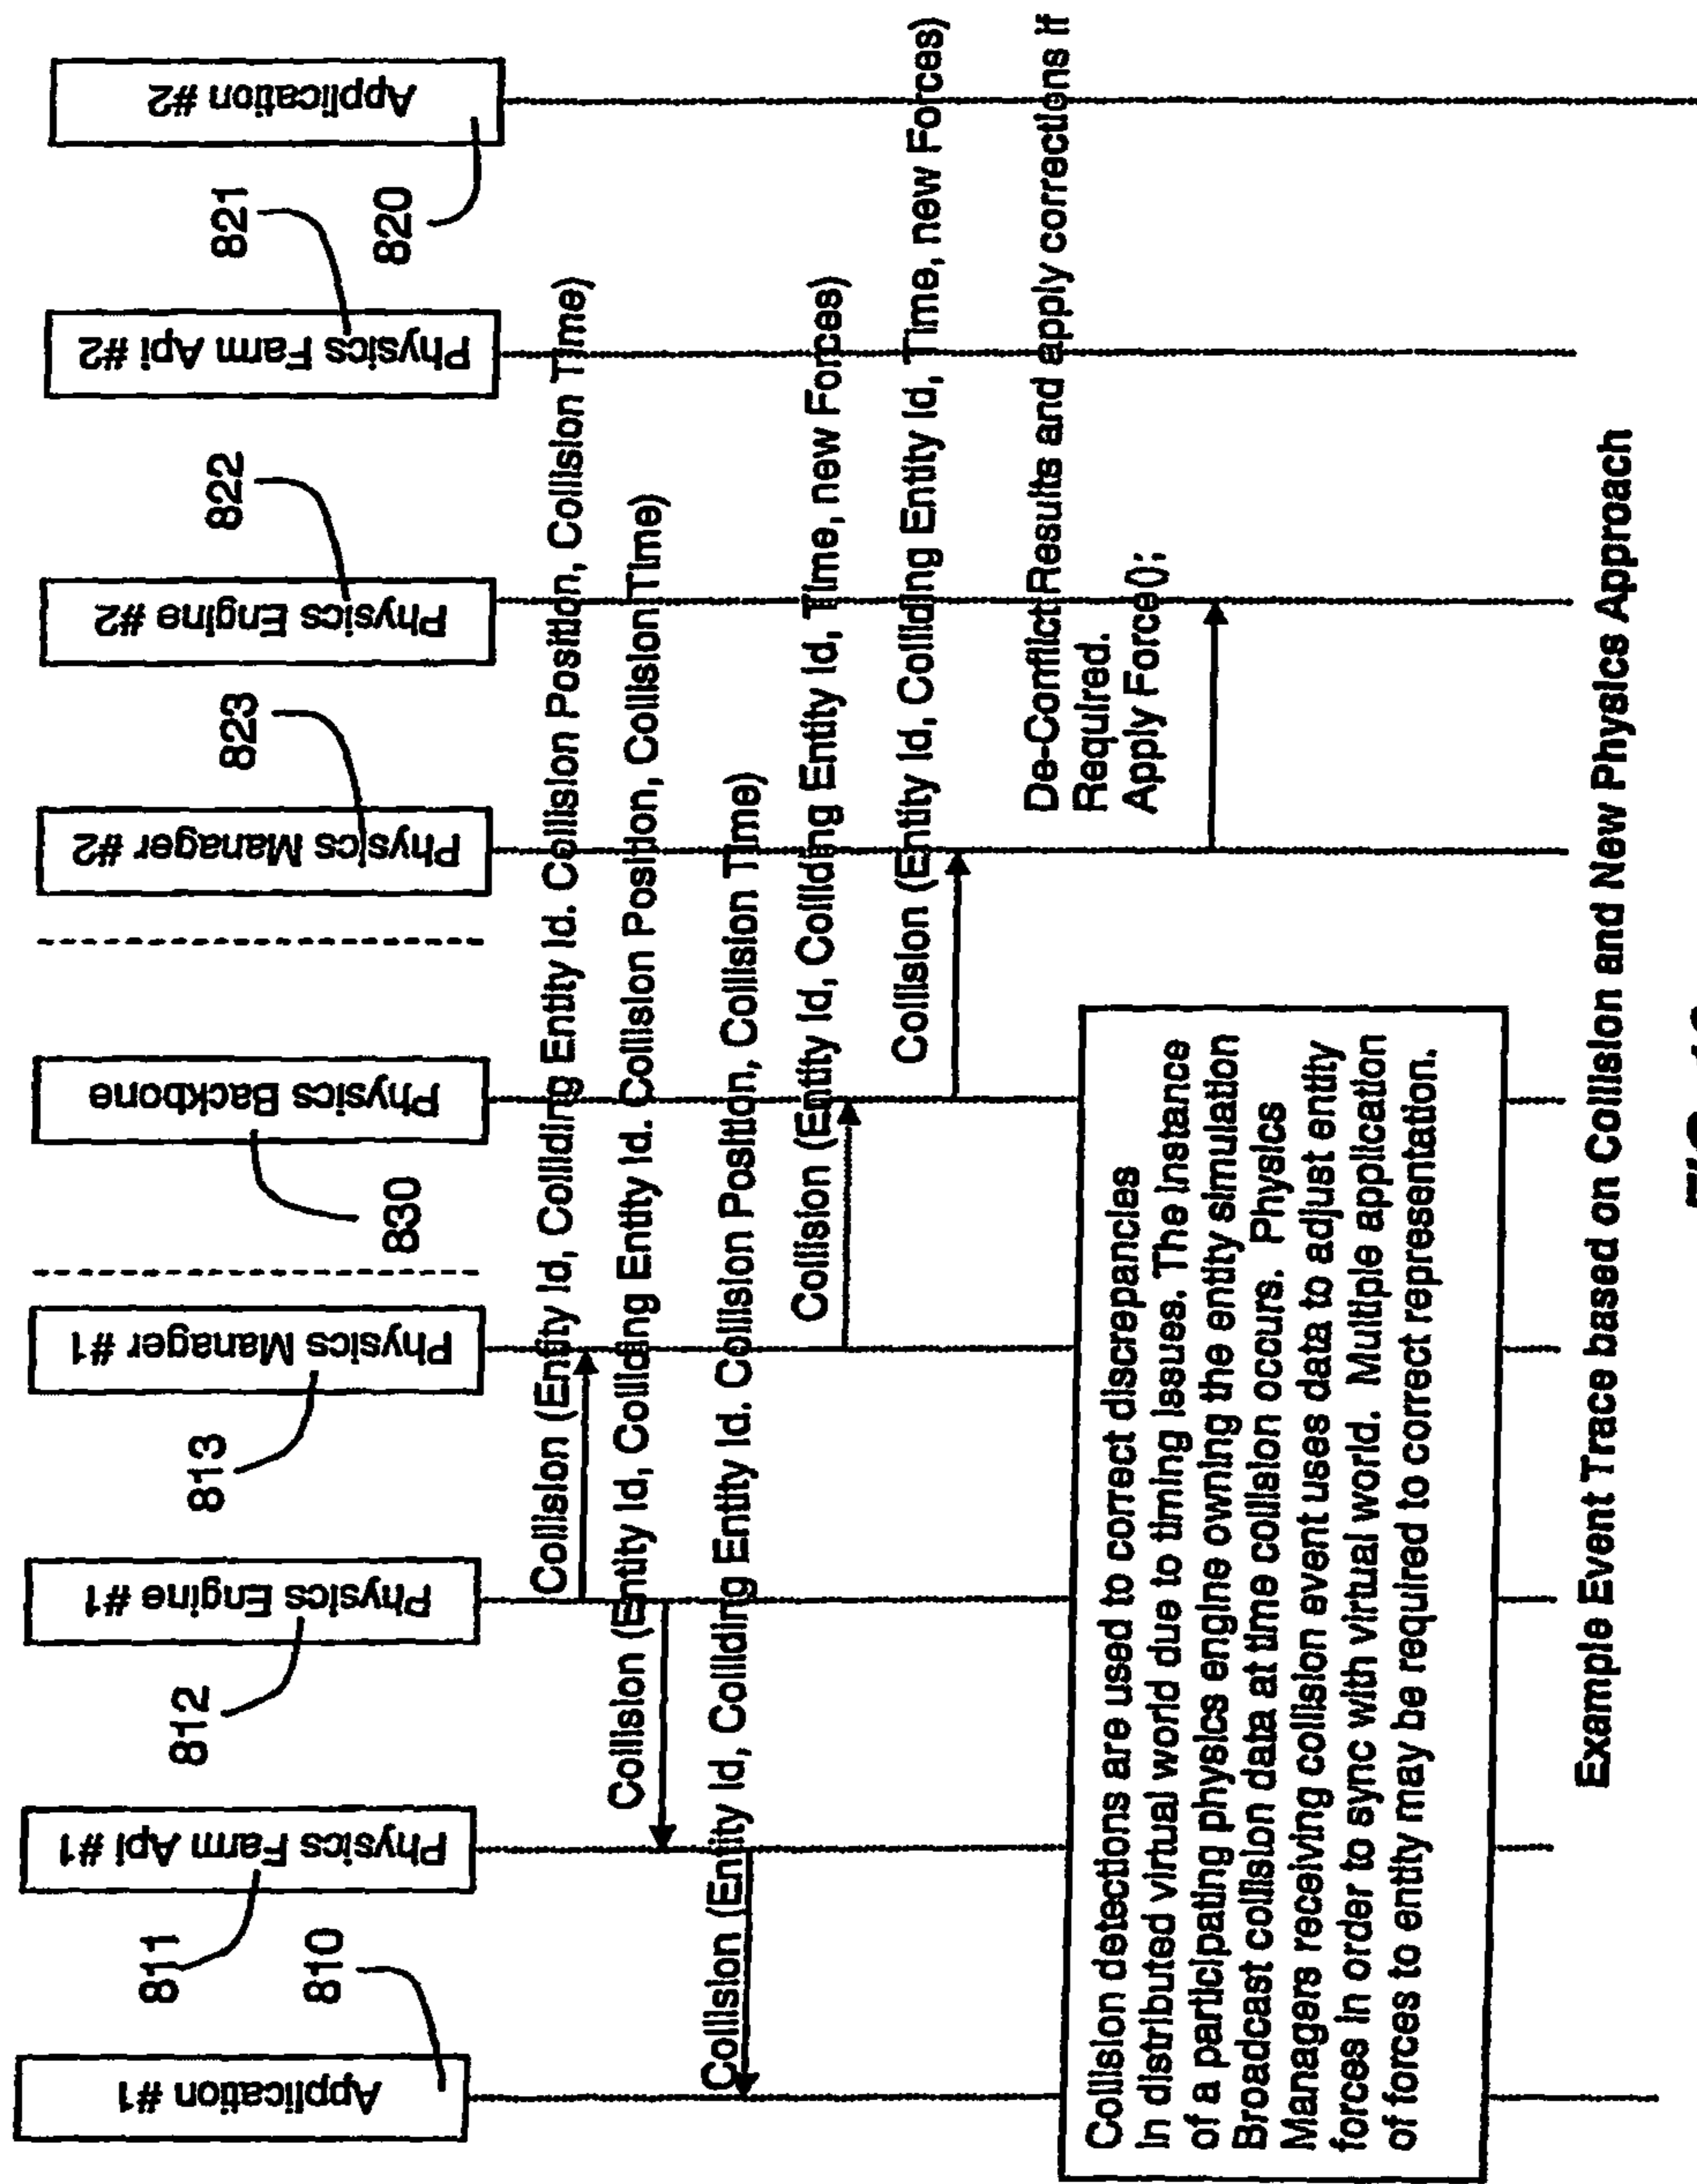 Application #1
Physics Farm Api #1
Physics Engine #1
Physics Manager #1
Physics Backbone
Physics Manager #2
Physics Engine #2
Physics Farm Api #2
Application #2
811
810
812
813
830
823
822
821
820
Collision (Entity Id, Colliding Entity Id. Collision Position, Collision Time)
Collision (Entity Id, Colliding Entity Id. Collision Position, Collision Time)
Collision (Entity Id, Colliding Entity Id. Collision Position, Collision Time)
Collision (Entity Id, Colliding Entity Id, Time, new Forces)
Collision (Entity Id, Colliding Entity Id, Time, new Forces)
De-Conflict Results and apply corrections if
Required.
Apply Force();
Collision detections are used to correct discrepancies
In distributed virtual world due to timing issues. The instance
of a participating physics engine owning the entity simulation
Broadcast collision data at time collision occurs. Physics
Managers receiving collision event uses data to adjust entity
forces in order to sync with virtual world. Multiple application
of forces to entity may be required to correct representation.
Example Event Trace based on Collision and New Physics Approach